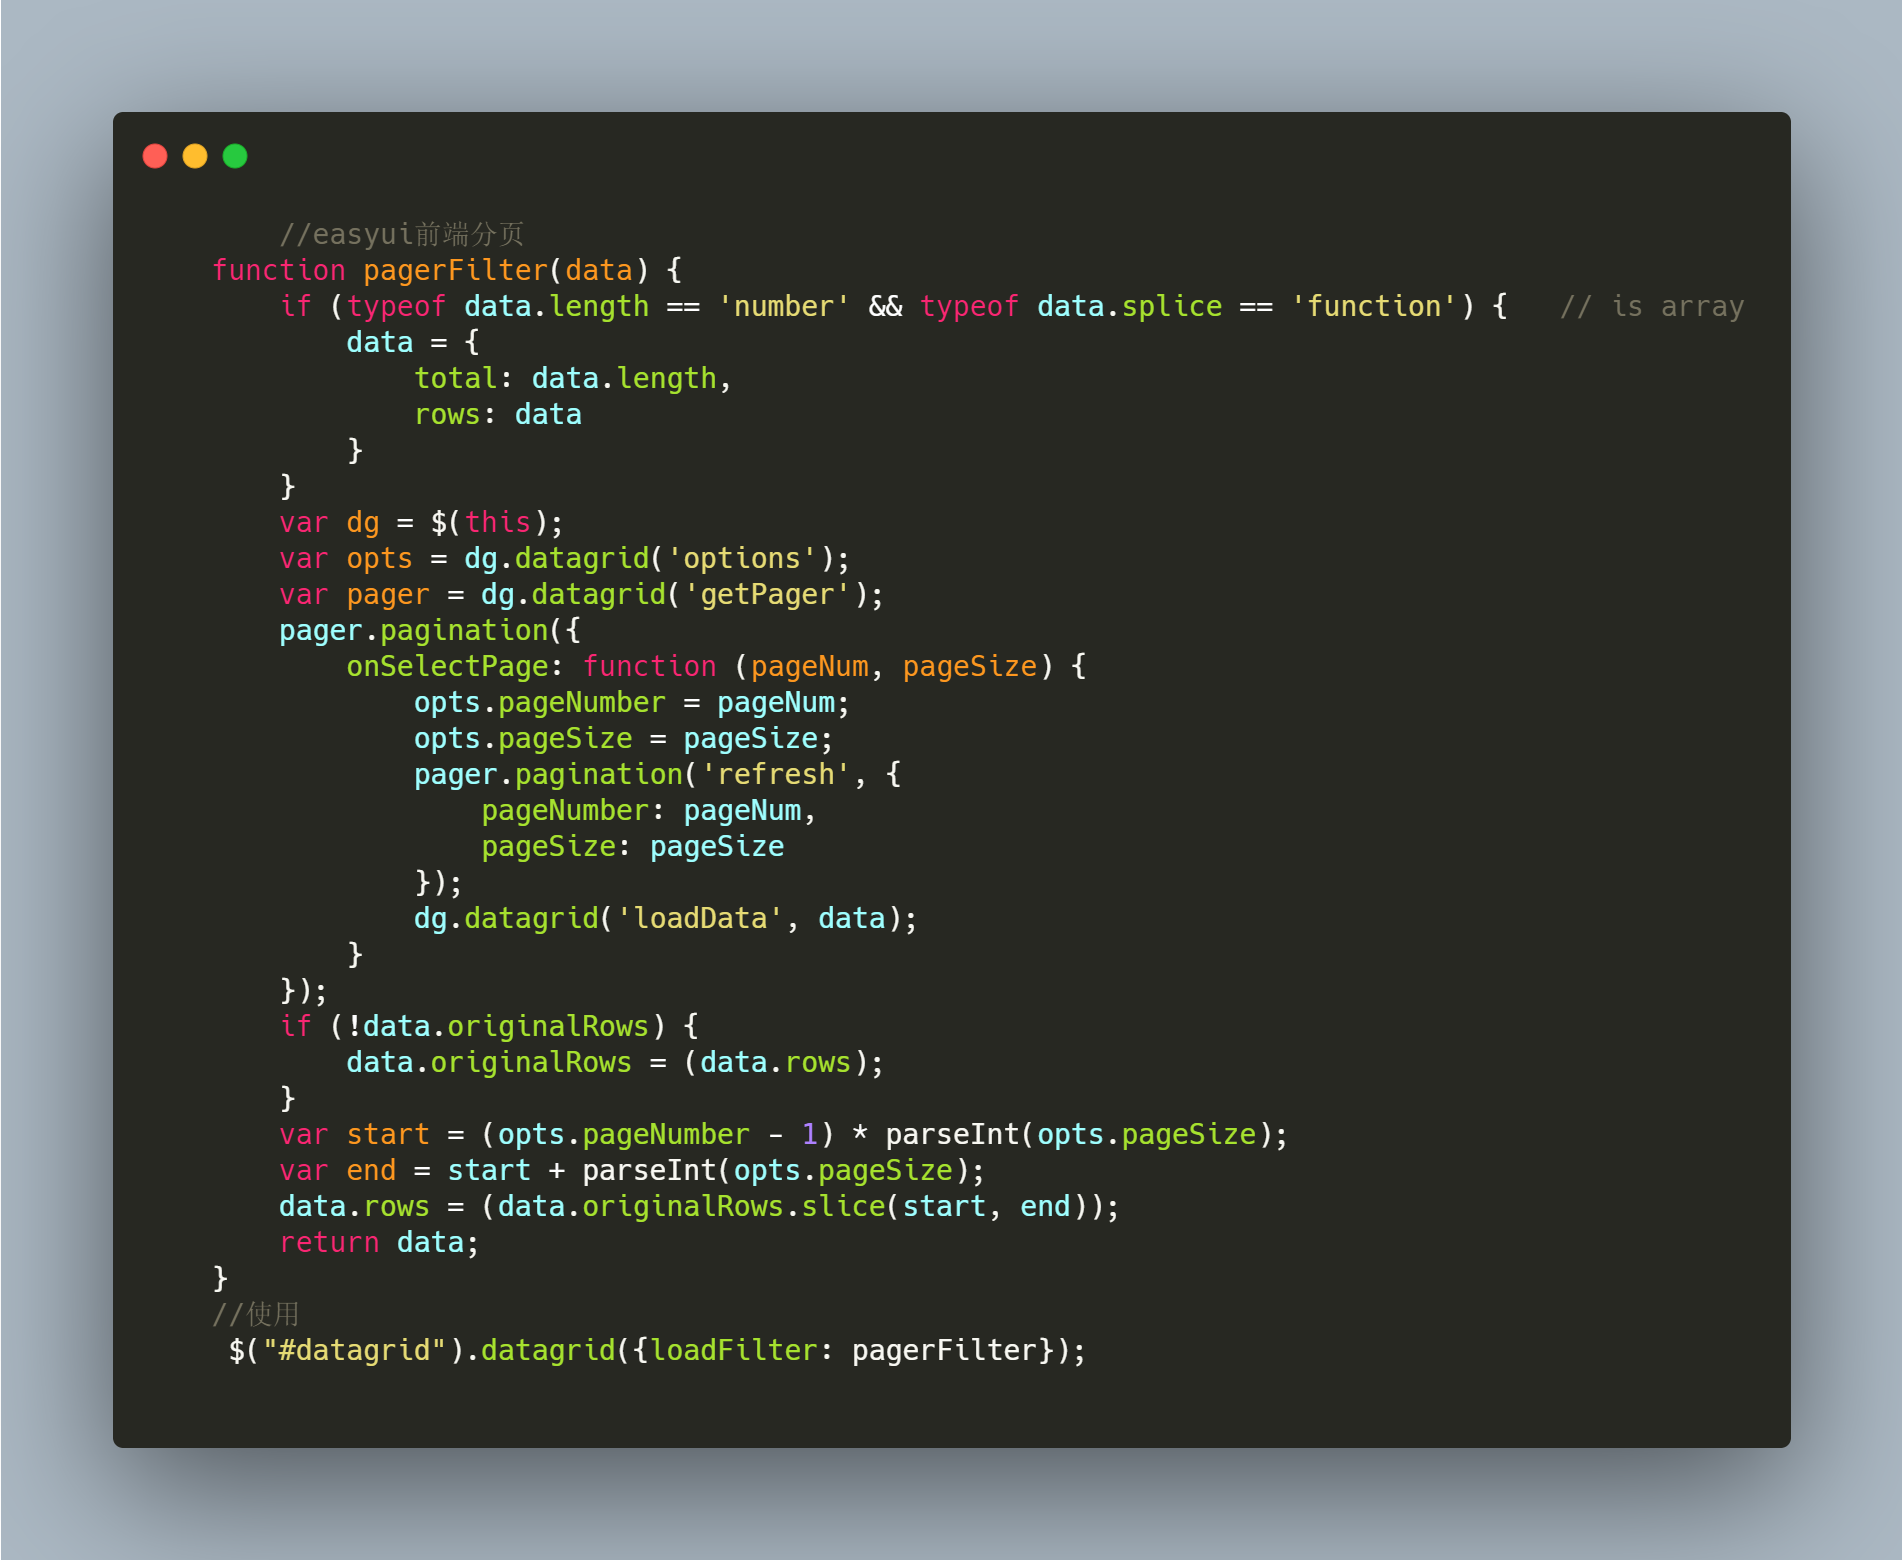 //easyui前端分页
function pagerFilter(data) {
if (typeof data.length == 'number' && typeof data.splice == 'function') {   // is array
data = {
total: data.length,
rows: data
}
}
var dg = $(this);
var opts = dg.datagrid('options');
var pager = dg.datagrid('getPager');
pager.pagination({
onSelectPage: function (pageNum, pageSize) {
opts.pageNumber = pageNum;
opts.pageSize = pageSize;
pager.pagination('refresh', {
pageNumber: pageNum,
pageSize: pageSize
});
dg.datagrid('loadData', data);
}
});
if (!data.originalRows) {
data.originalRows = (data.rows);
}
var start = (opts.pageNumber - 1) * parseInt(opts.pageSize);
var end = start + parseInt(opts.pageSize);
data.rows = (data.originalRows.slice(start, end));
return data;
}
//使用
$("#datagrid").datagrid({loadFilter: pagerFilter});